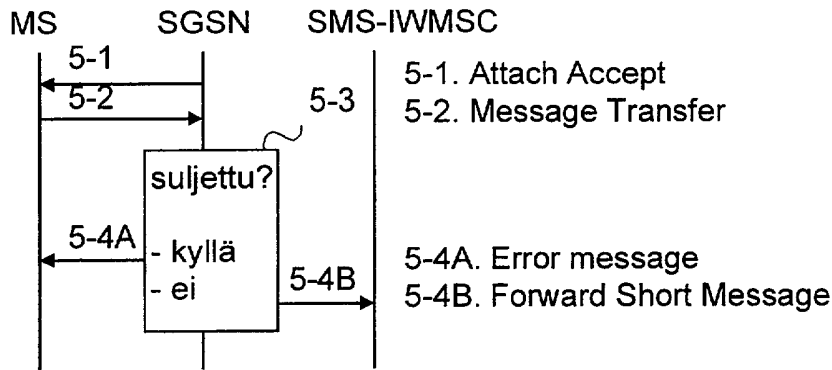 MS SGSN SMS-IWMSC
5-1
5-2
5-3
5-1. Attach Accept
5-2. Message Transfer
suljettu?
5-4A
- kyllä
- ei
5-4B
5-4A. Error message
5-4B. Forward Short Message